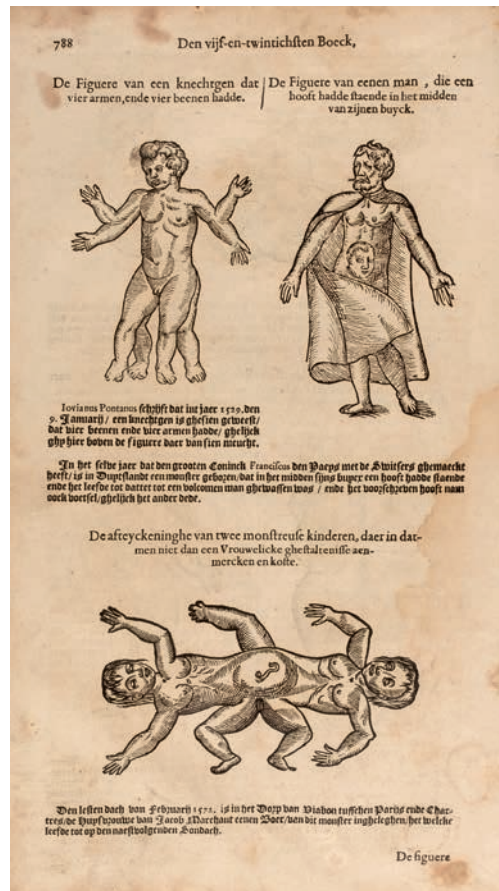 788
Den vijf-en-twintichsten Boeck,
De Figuere van een knechtgen dat
vier armen, ende vier beenen hadde.
De Figuere van eenen man , die een
hooft hadde staende in het midden
van zijnen buyck.
Iovianus Pontanus schrijft dat int jaer 1529. den
9. Januarij / een knechtgen is ghesien geweest /
dat vier beenen ende vier armen hadde / ghelijck
ghy hier boven de figuere daer van sien meucht.
In het selve jaer dat den grooten Coninck Franciscus den Paeys met de Switsers ghemaeckt
heeft / is in Duytslandt een monster geboren / dat in het midden sijns buycx een hooft hadde staende
ende het leefde tot dattet tot een volcomen man ghewassen was / ende het voorschreven hooft nam
oock voetsel / ghelijck het ander dede.
De afteyckeninghe van twee monstreuse kinderen, daer in dat-
men niet dan een Vrouwelicke ghestaltenisse aen-
mercken en koste.
Den lesten dach van Februarij 1572. is in het Dorp van Viabon tusschen Parijs ende Char-
tres / de Huysvrouwe van Jacob Marchant eenen Boer / van dit monster ingheleghen / het welcke
leefde tot op den naestvolgenden Sondach.
De figuere